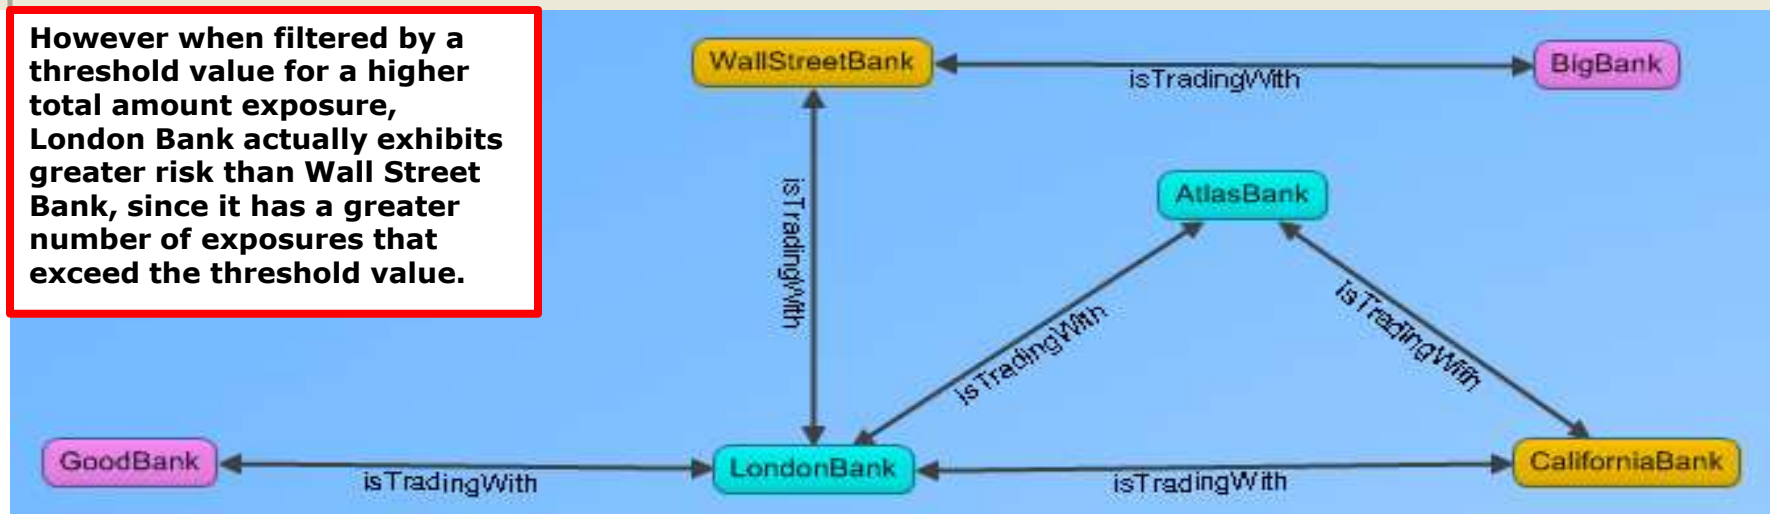 However when filtered by a
threshold value for a higher
total amount exposure,
London Bank actually exhibits
greater risk than Wall Street
Bank, since it has a greater
number of exposures that
exceed the threshold value.
WallStreetBank
isTradingWith
BigBank
isTradingWith
AtlasBank
isTradingWith
isTradingWith
GoodBank
isTradingWith
LondonBank
isTradingWith
CaliforniaBank